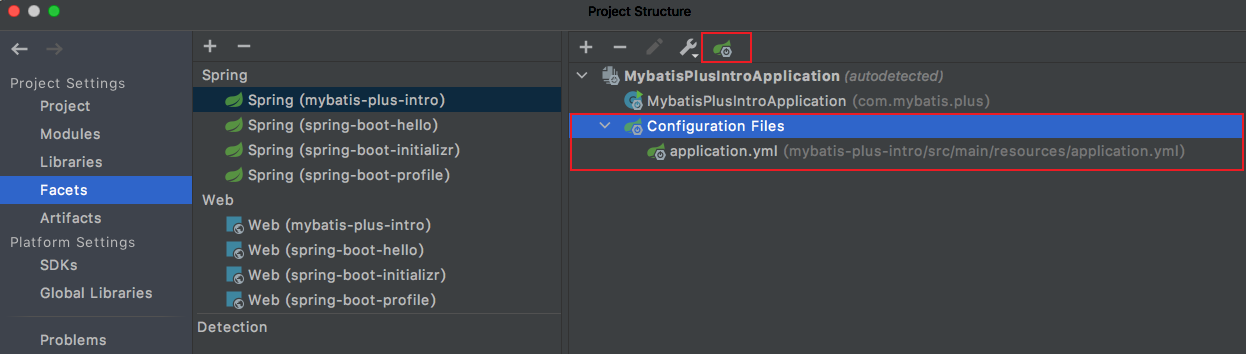 Project Structure
Project Settings
Project
Modules
Libraries
Facets
Artifacts
Platform Settings
SDKs
Global Libraries
Problems
Spring
Spring (mybatis-plus-intro)
Spring (spring-boot-hello)
Spring (spring-boot-initializr)
Spring (spring-boot-profile)
Web
Web (mybatis-plus-intro)
Web (spring-boot-hello)
Web (spring-boot-initializr)
Web (spring-boot-profile)
Detection
MybatisPlusIntroApplication (autodetected)
MybatisPlusIntroApplication (com.mybatis.plus)
Configuration Files
application.yml (mybatis-plus-intro/src/main/resources/application.yml)